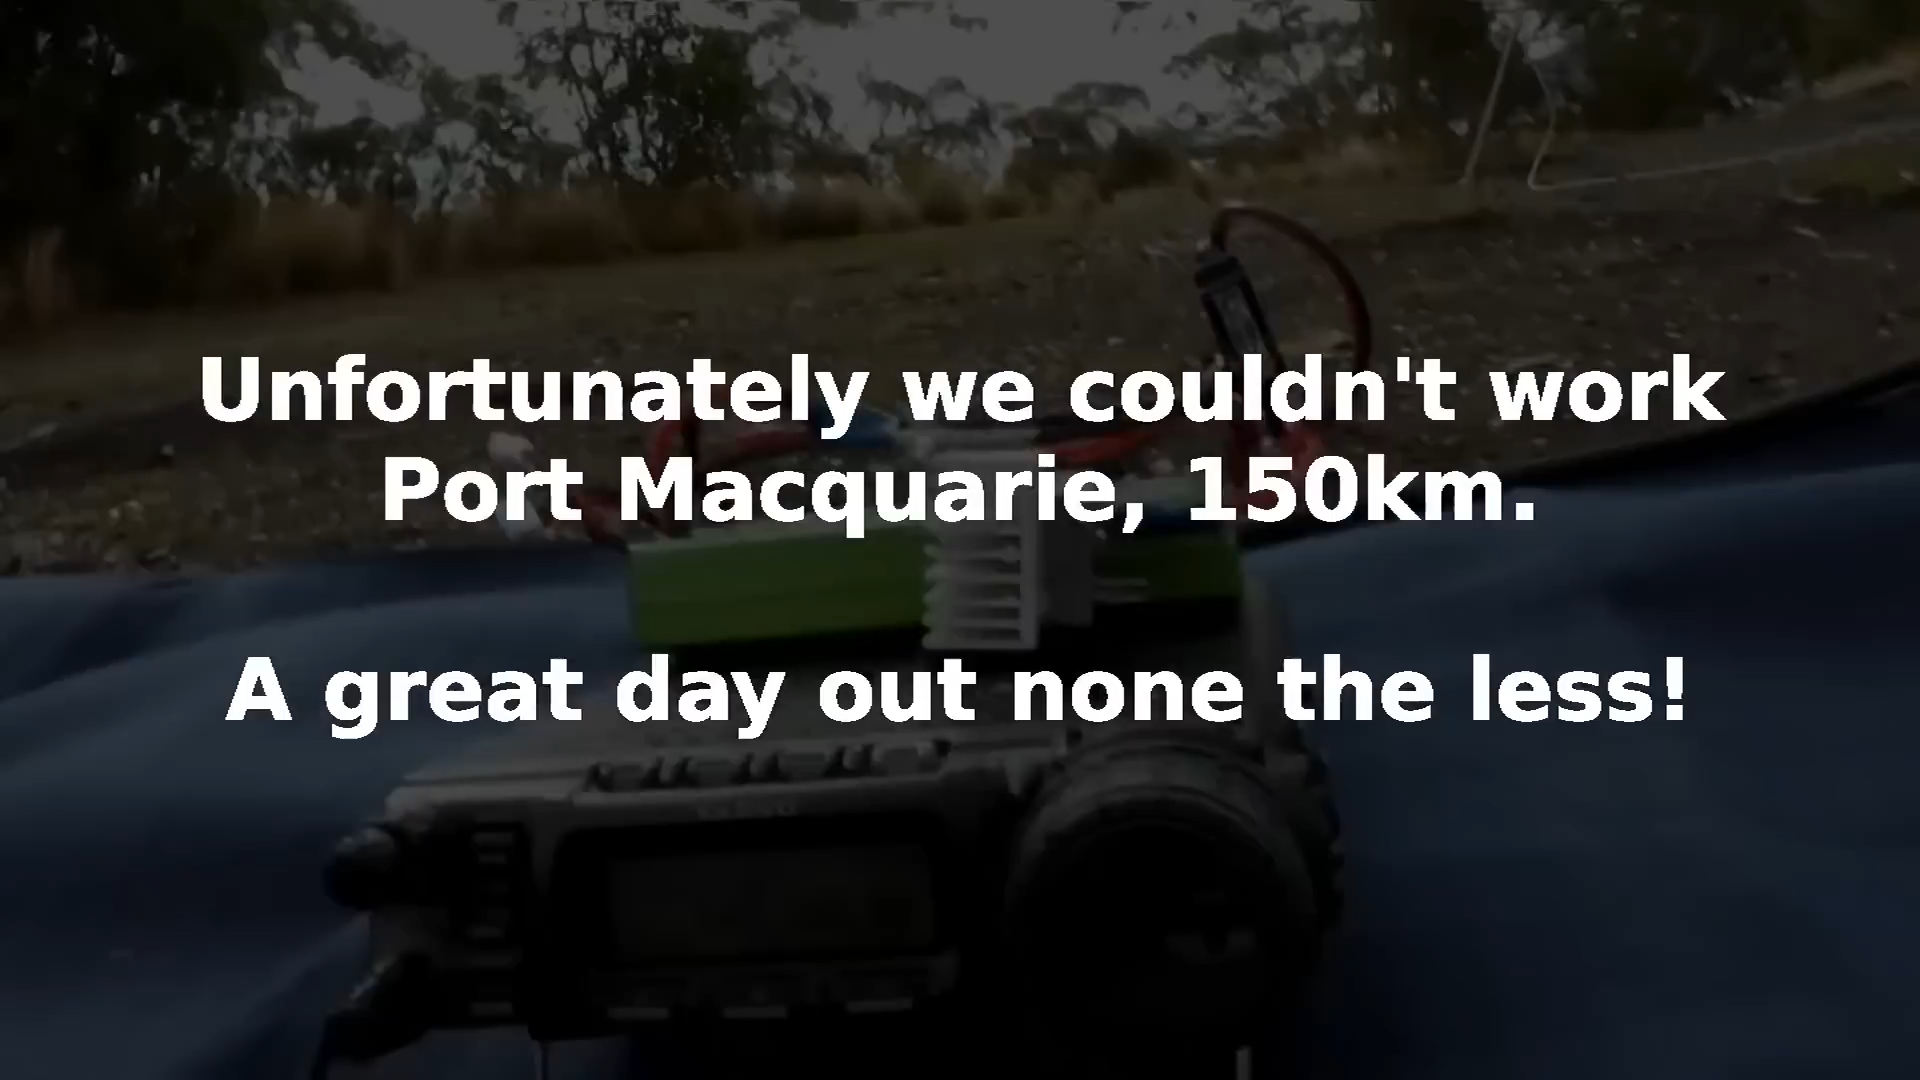 Unfortunately we couldn't work
Port Macquarie, 150km.
A great day out none the less!